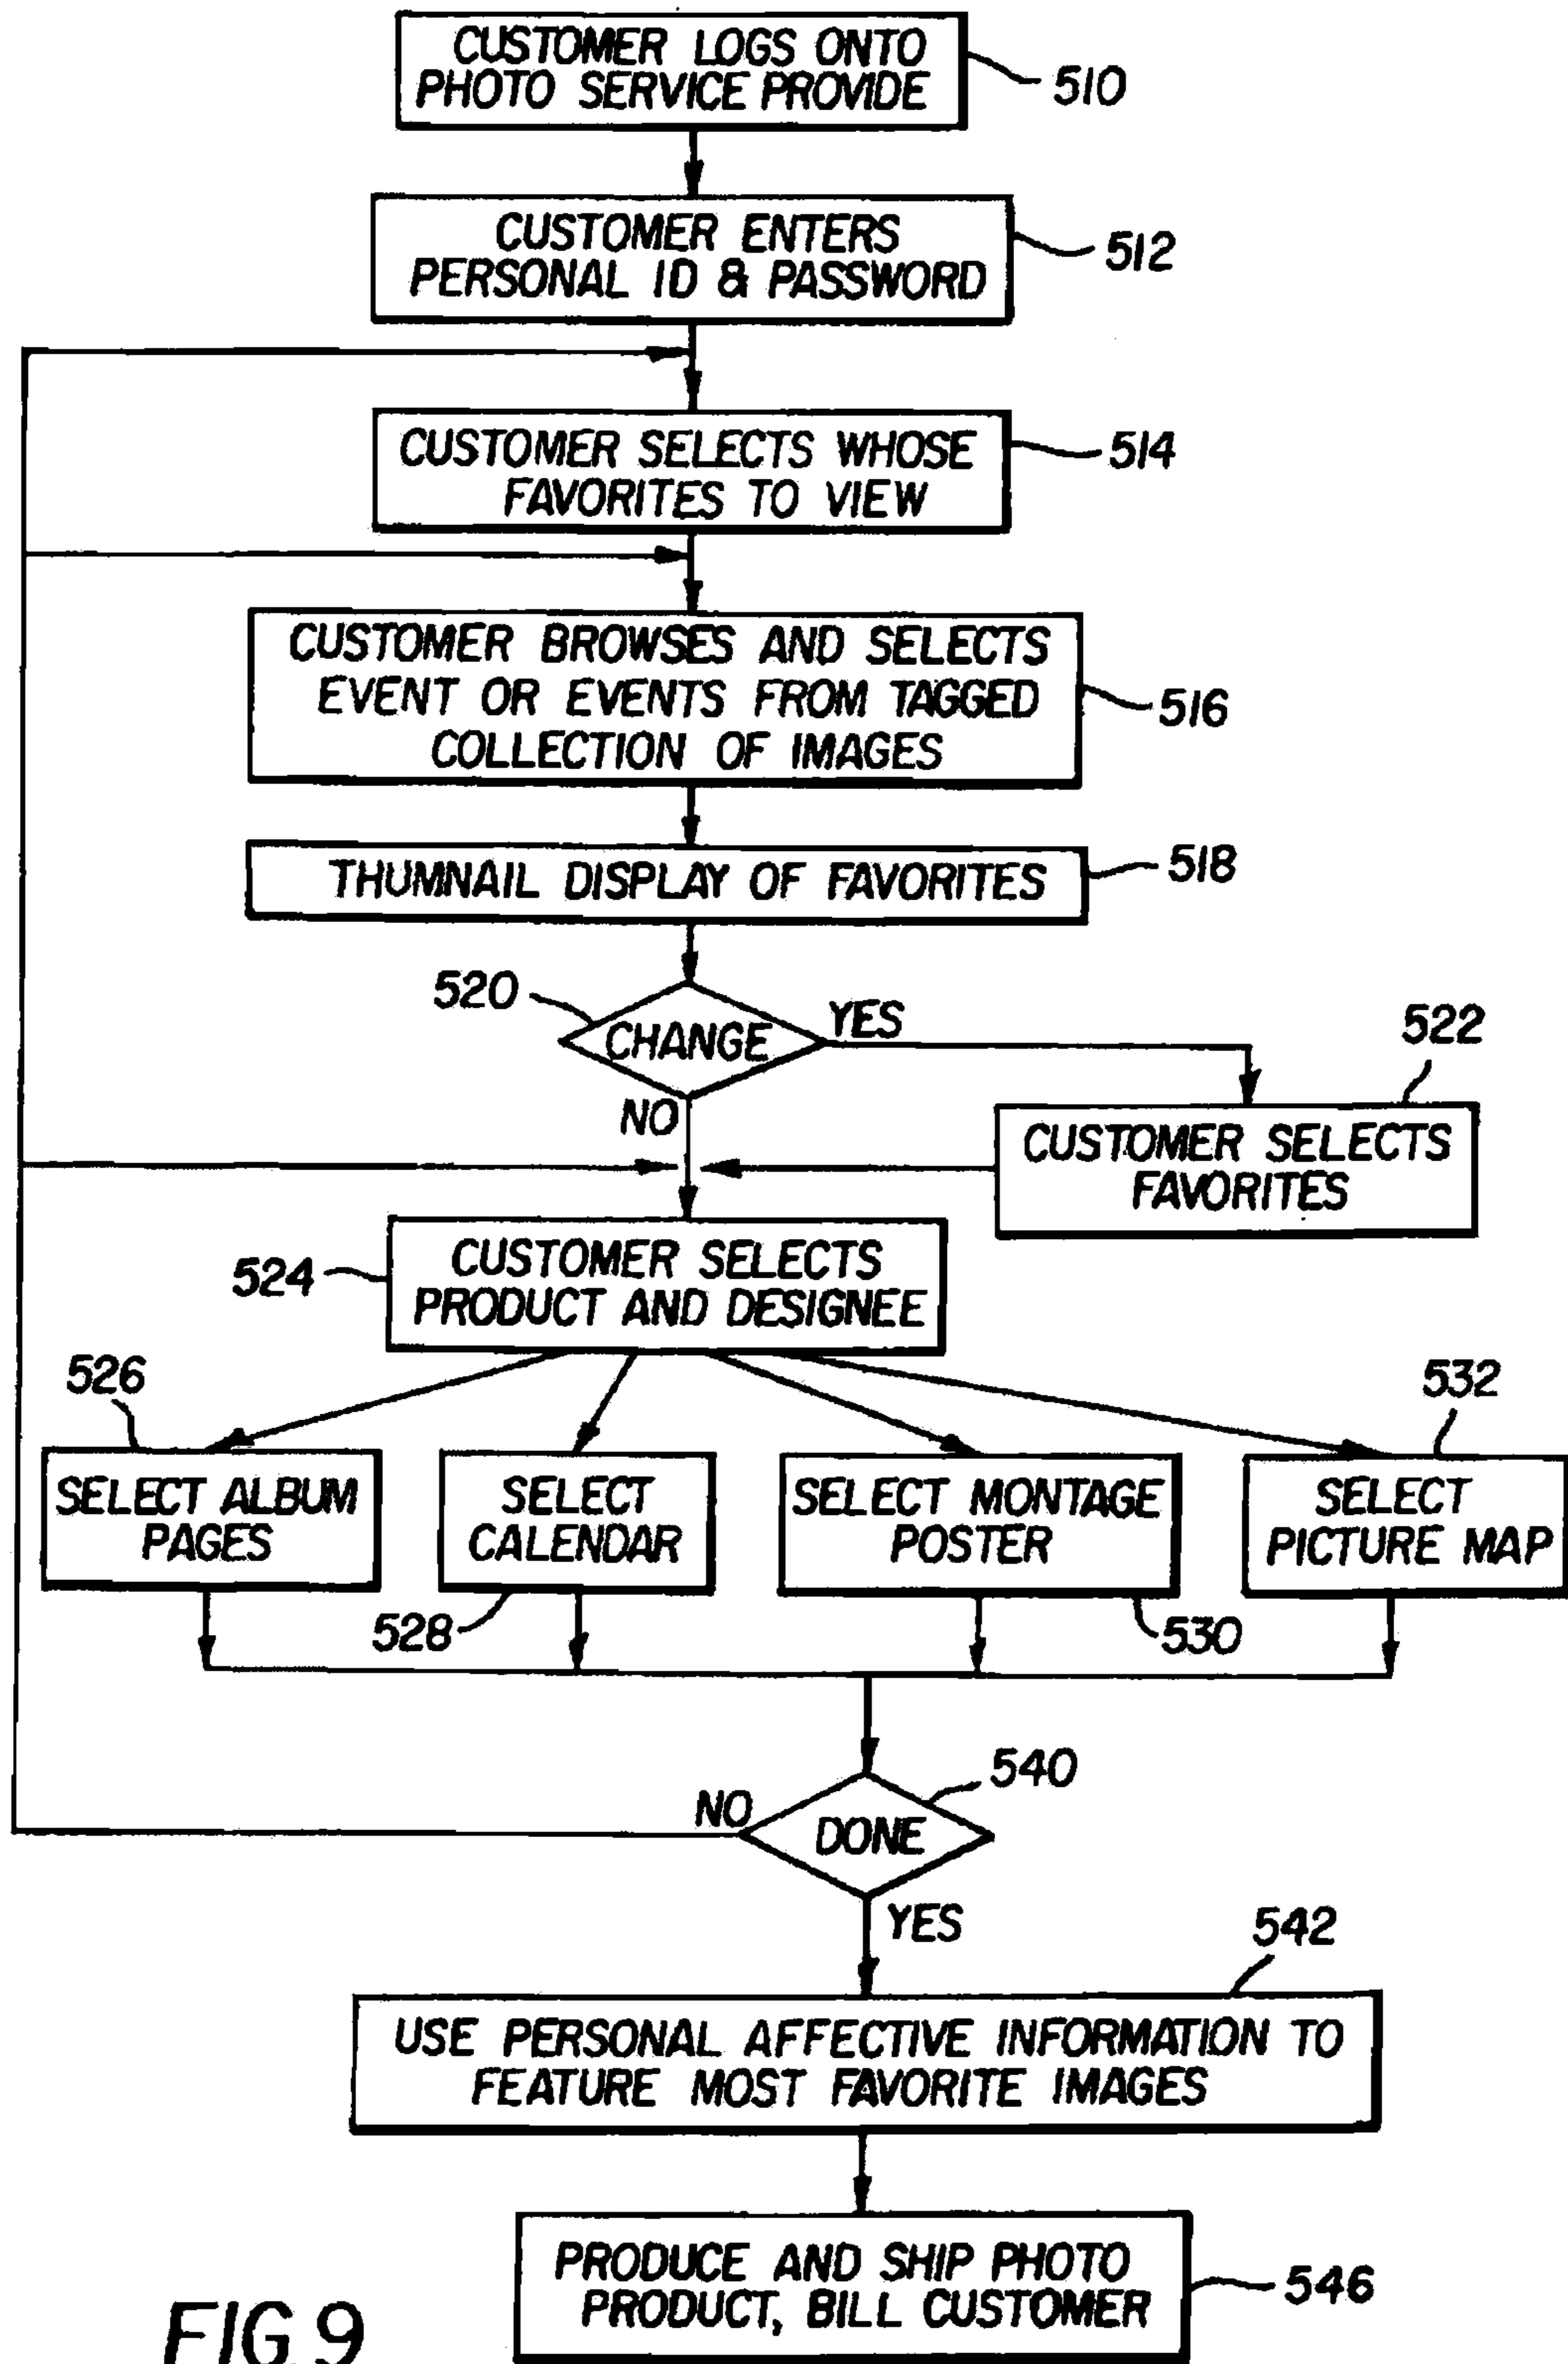 CUSTOMER LOGS ONTO
PHOTO SERVICE PROVIDE
510
CUSTOMER ENTERS
PERSONAL ID & PASSWORD
512
CUSTOMER SELECTS WHOSE
FAVORITES TO VIEW
514
CUSTOMER BROWSES AND SELECTS
EVENT OR EVENTS FROM TAGGED
COLLECTION OF IMAGES
516
THUMNAIL DISPLAY OF FAVORITES
518
520
CHANGE
YES
NO
522
CUSTOMER SELECTS
FAVORITES
524
CUSTOMER SELECTS
PRODUCT AND DESIGNEE
526
SELECT ALBUM
PAGES
SELECT
CALENDAR
528
SELECT MONTAGE
POSTER
530
532
SELECT
PICTURE MAP
540
NO
DONE
YES
542
USE PERSONAL AFFECTIVE INFORMATION TO
FEATURE MOST FAVORITE IMAGES
PRODUCE AND SHIP PHOTO
PRODUCT, BILL CUSTOMER
546
FIG. 9